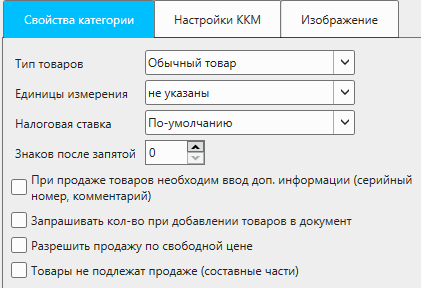 Свойства категории
Настройки ККМ
Изображение
Тип товаров
Обычный товар
Единицы измерения
не указаны
Налоговая ставка
По-умолчанию
Знаков после запятой
0
При продаже товаров необходим ввод доп. информации (серийный
номер, комментарий)
Запрашивать кол-во при добавлении товаров в документ
Разрешить продажу по свободной цене
Товары не подлежат продаже (составные части)